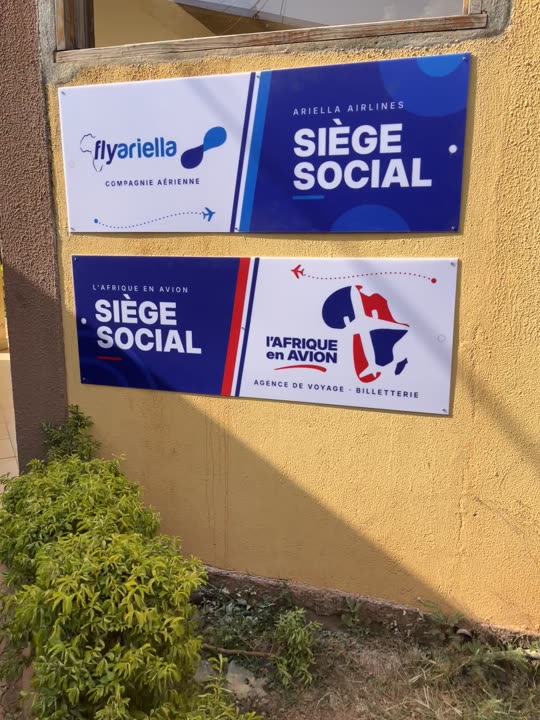 flyariella
COMPAGNIE AÉRIENNE
ARIELLA AIRLINES
SIÈGE
SOCIAL
L'AFRIQUE EN AVION
SIÈGE
SOCIAL
l'AFRIQUE
en AVION
AGENCE DE VOYAGE - BILLETTERIE